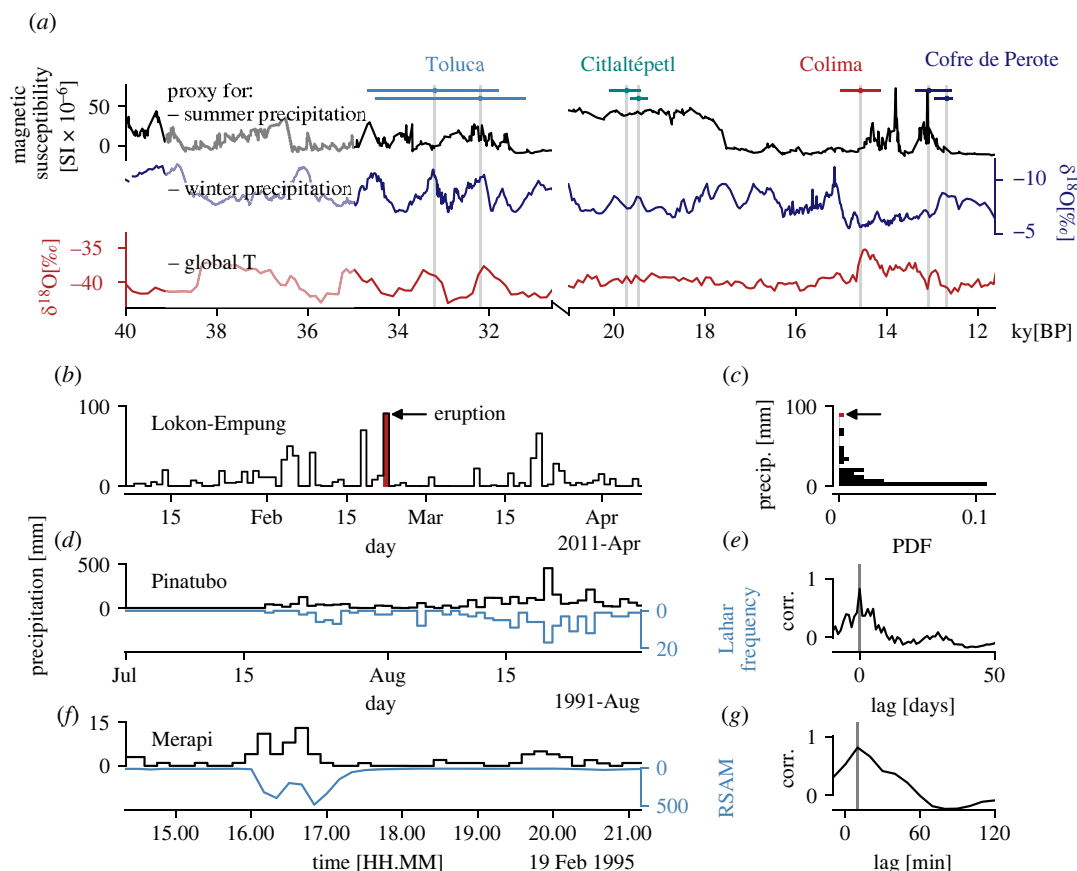 (a)
Toluca
Citlaltépetl
Colima
Cofre de Perote
magnetic
susceptibility
[SI × 10⁻⁶]
50
0
proxy for:
– summer precipitation
– winter precipitation
– global T
−10
−5
δ¹⁸O[‰]
δ¹⁸O[‰]
−35
−40
40
38
36
34
32
20
18
16
14
12
ky[BP]
(b)
100
0
Lokon-Empung
eruption
15
Feb
15
Mar
15
Apr
day
2011-Apr
(c)
precip. [mm]
100
0
0
0.1
PDF
precipitation [mm]
(d)
500
0
Pinatubo
0
20
Lahar
frequency
Jul
15
Aug
15
day
1991-Aug
(e)
corr.
1
0
0
50
lag [days]
(f)
15
0
Merapi
0
500
RSAM
15.00
16.00
17.00
18.00
19.00
20.00
21.00
time [HH.MM]
19 Feb 1995
(g)
corr.
1
0
0
60
120
lag [min]